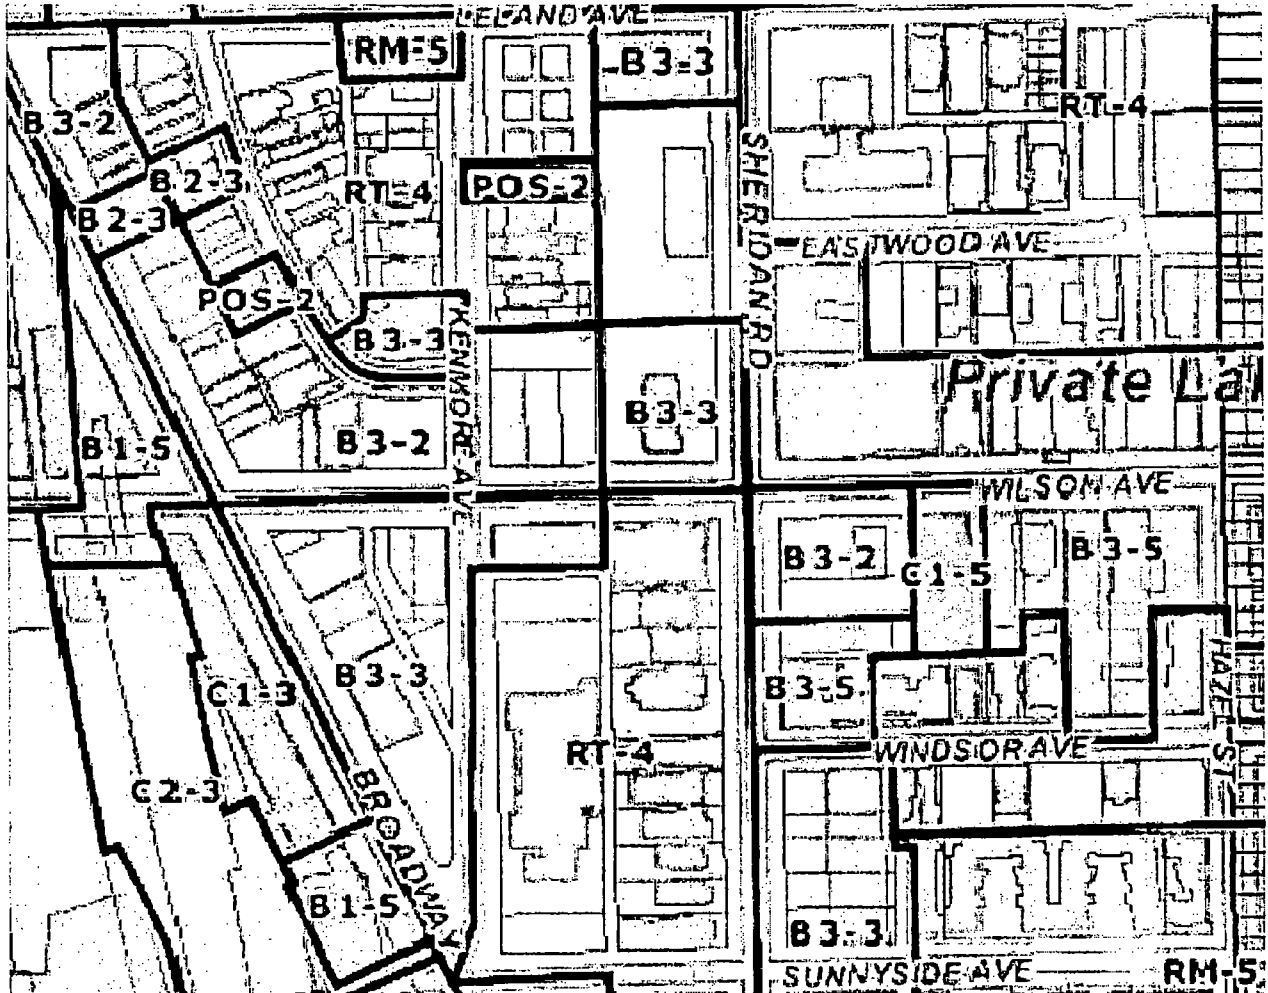 LELAND AVE
RM-5
B3-3
RT-4
B3-2
B2-3
RT-4
POS-2
B2-3
SHERIDAN RD
EASTWOOD AVE
POS-2
B3-3
KENMORE AVE
Private La
B3-3
B1-5
B3-2
WILSON AVE
B3-2
C1-5
B3-5
C1-3
B3-3
B3-5
HAZEL ST
RT-4
WINDSOR AVE
C2-3
BROADWAY
B1-5
B3-3
SUNNYSIDE AVE
RM-5